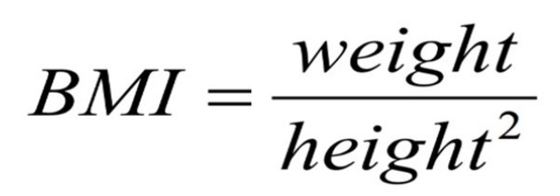 BMI = weight / height²